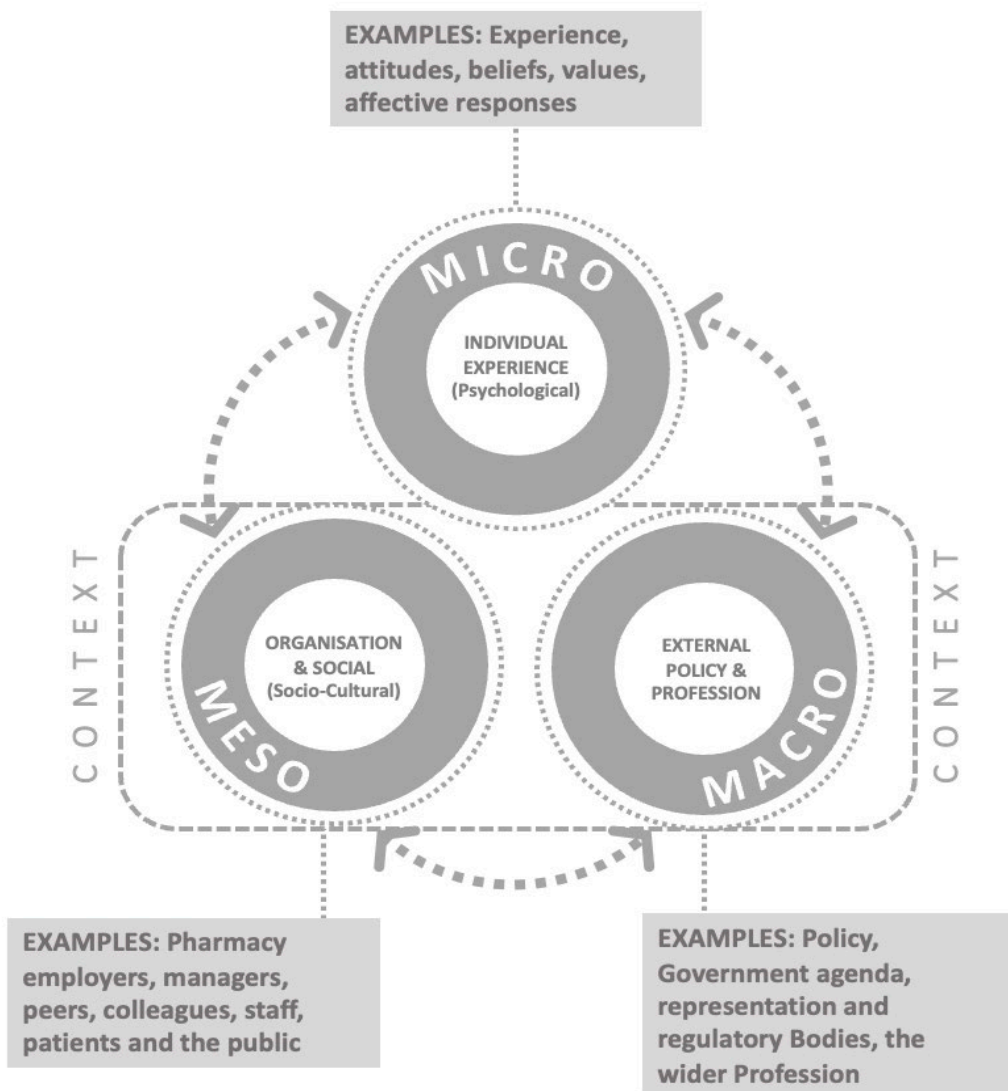 EXAMPLES: Experience,
attitudes, beliefs, values,
affective responses
MICRO
INDIVIDUAL
EXPERIENCE
(Psychological)
CONTEXT
ORGANISATION
& SOCIAL
(Socio-Cultural)
MESO
EXTERNAL
POLICY &
PROFESSION
MACRO
CONTEXT
EXAMPLES: Pharmacy
employers, managers,
peers, colleagues, staff,
patients and the public
EXAMPLES: Policy,
Government agenda,
representation and
regulatory Bodies, the
wider Profession